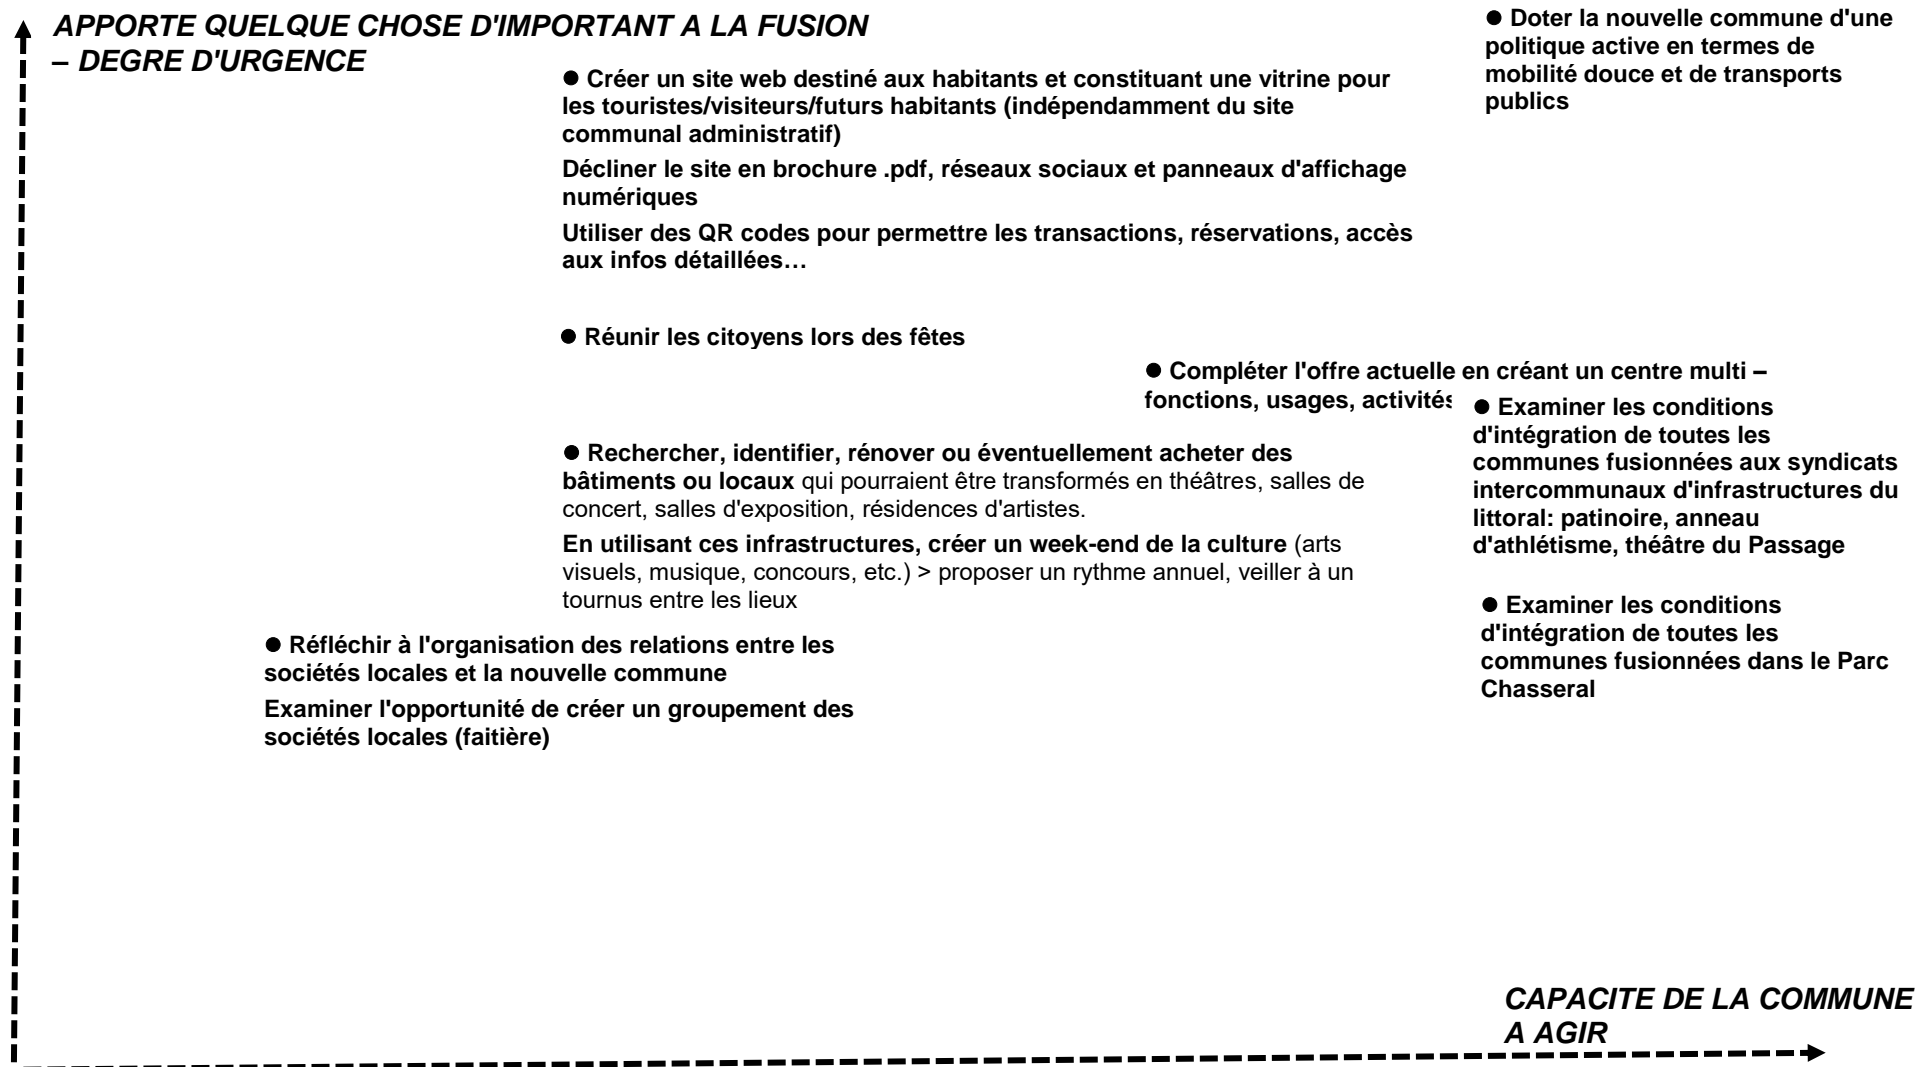 APPORTE QUELQUE CHOSE D'IMPORTANT A LA FUSION
– DEGRE D'URGENCE
● Doter la nouvelle commune d'une
politique active en termes de
mobilité douce et de transports
publics
● Créer un site web destiné aux habitants et constituant une vitrine pour
les touristes/visiteurs/futurs habitants (indépendamment du site
communal administratif)
Décliner le site en brochure .pdf, réseaux sociaux et panneaux d'affichage
numériques
Utiliser des QR codes pour permettre les transactions, réservations, accès
aux infos détaillées…
● Réunir les citoyens lors des fêtes
● Compléter l'offre actuelle en créant un centre multi –
fonctions, usages, activités
● Examiner les conditions
d'intégration de toutes les
communes fusionnées aux syndicats
intercommunaux d'infrastructures du
littoral: patinoire, anneau
d'athlétisme, théâtre du Passage
● Rechercher, identifier, rénover ou éventuellement acheter des
bâtiments ou locaux qui pourraient être transformés en théâtres, salles de
concert, salles d'exposition, résidences d'artistes.
En utilisant ces infrastructures, créer un week-end de la culture (arts
visuels, musique, concours, etc.) > proposer un rythme annuel, veiller à un
tournus entre les lieux
● Examiner les conditions
d'intégration de toutes les
communes fusionnées dans le Parc
Chasseral
● Réfléchir à l'organisation des relations entre les
sociétés locales et la nouvelle commune
Examiner l'opportunité de créer un groupement des
sociétés locales (faitière)
CAPACITE DE LA COMMUNE
A AGIR